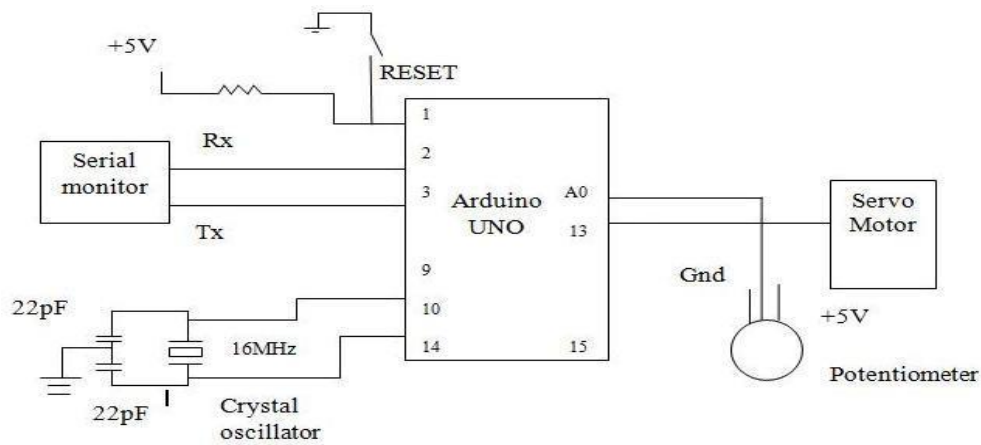 +5V
RESET
1
Rx
2
Serial
monitor
3
Arduino
UNO
A0
Servo
Motor
13
Tx
9
Gnd
22pF
10
+5V
16MHz
14
15
Potentiometer
22pF
Crystal
oscillator